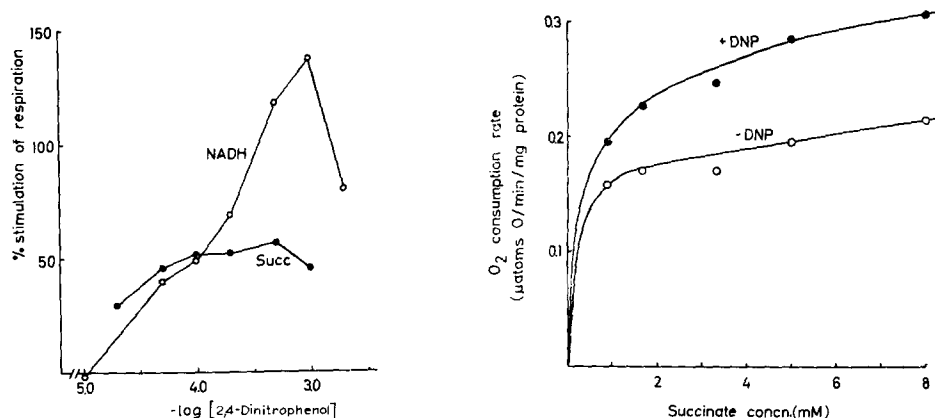 % stimulation of respiration
150
100
50
0
NADH
Succ
5.0
4.0
3.0
-log [2,4-Dinitrophenol]
O2 consumption rate
(μatoms O/min/mg protein)
0.3
0.2
0.1
+DNP
-DNP
2
4
6
8
Succinate concn.(mM)